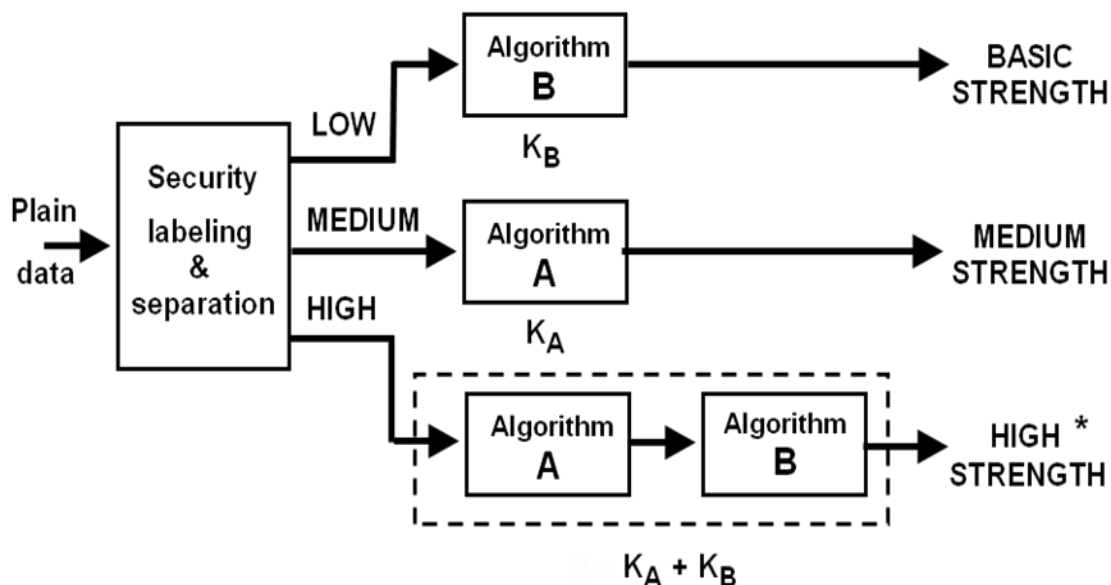 Plain
data
Security
labeling
&
separation
LOW
Algorithm
B
K_B
BASIC
STRENGTH
MEDIUM
Algorithm
A
K_A
MEDIUM
STRENGTH
HIGH
Algorithm
A
Algorithm
B
K_A + K_B
HIGH *
STRENGTH